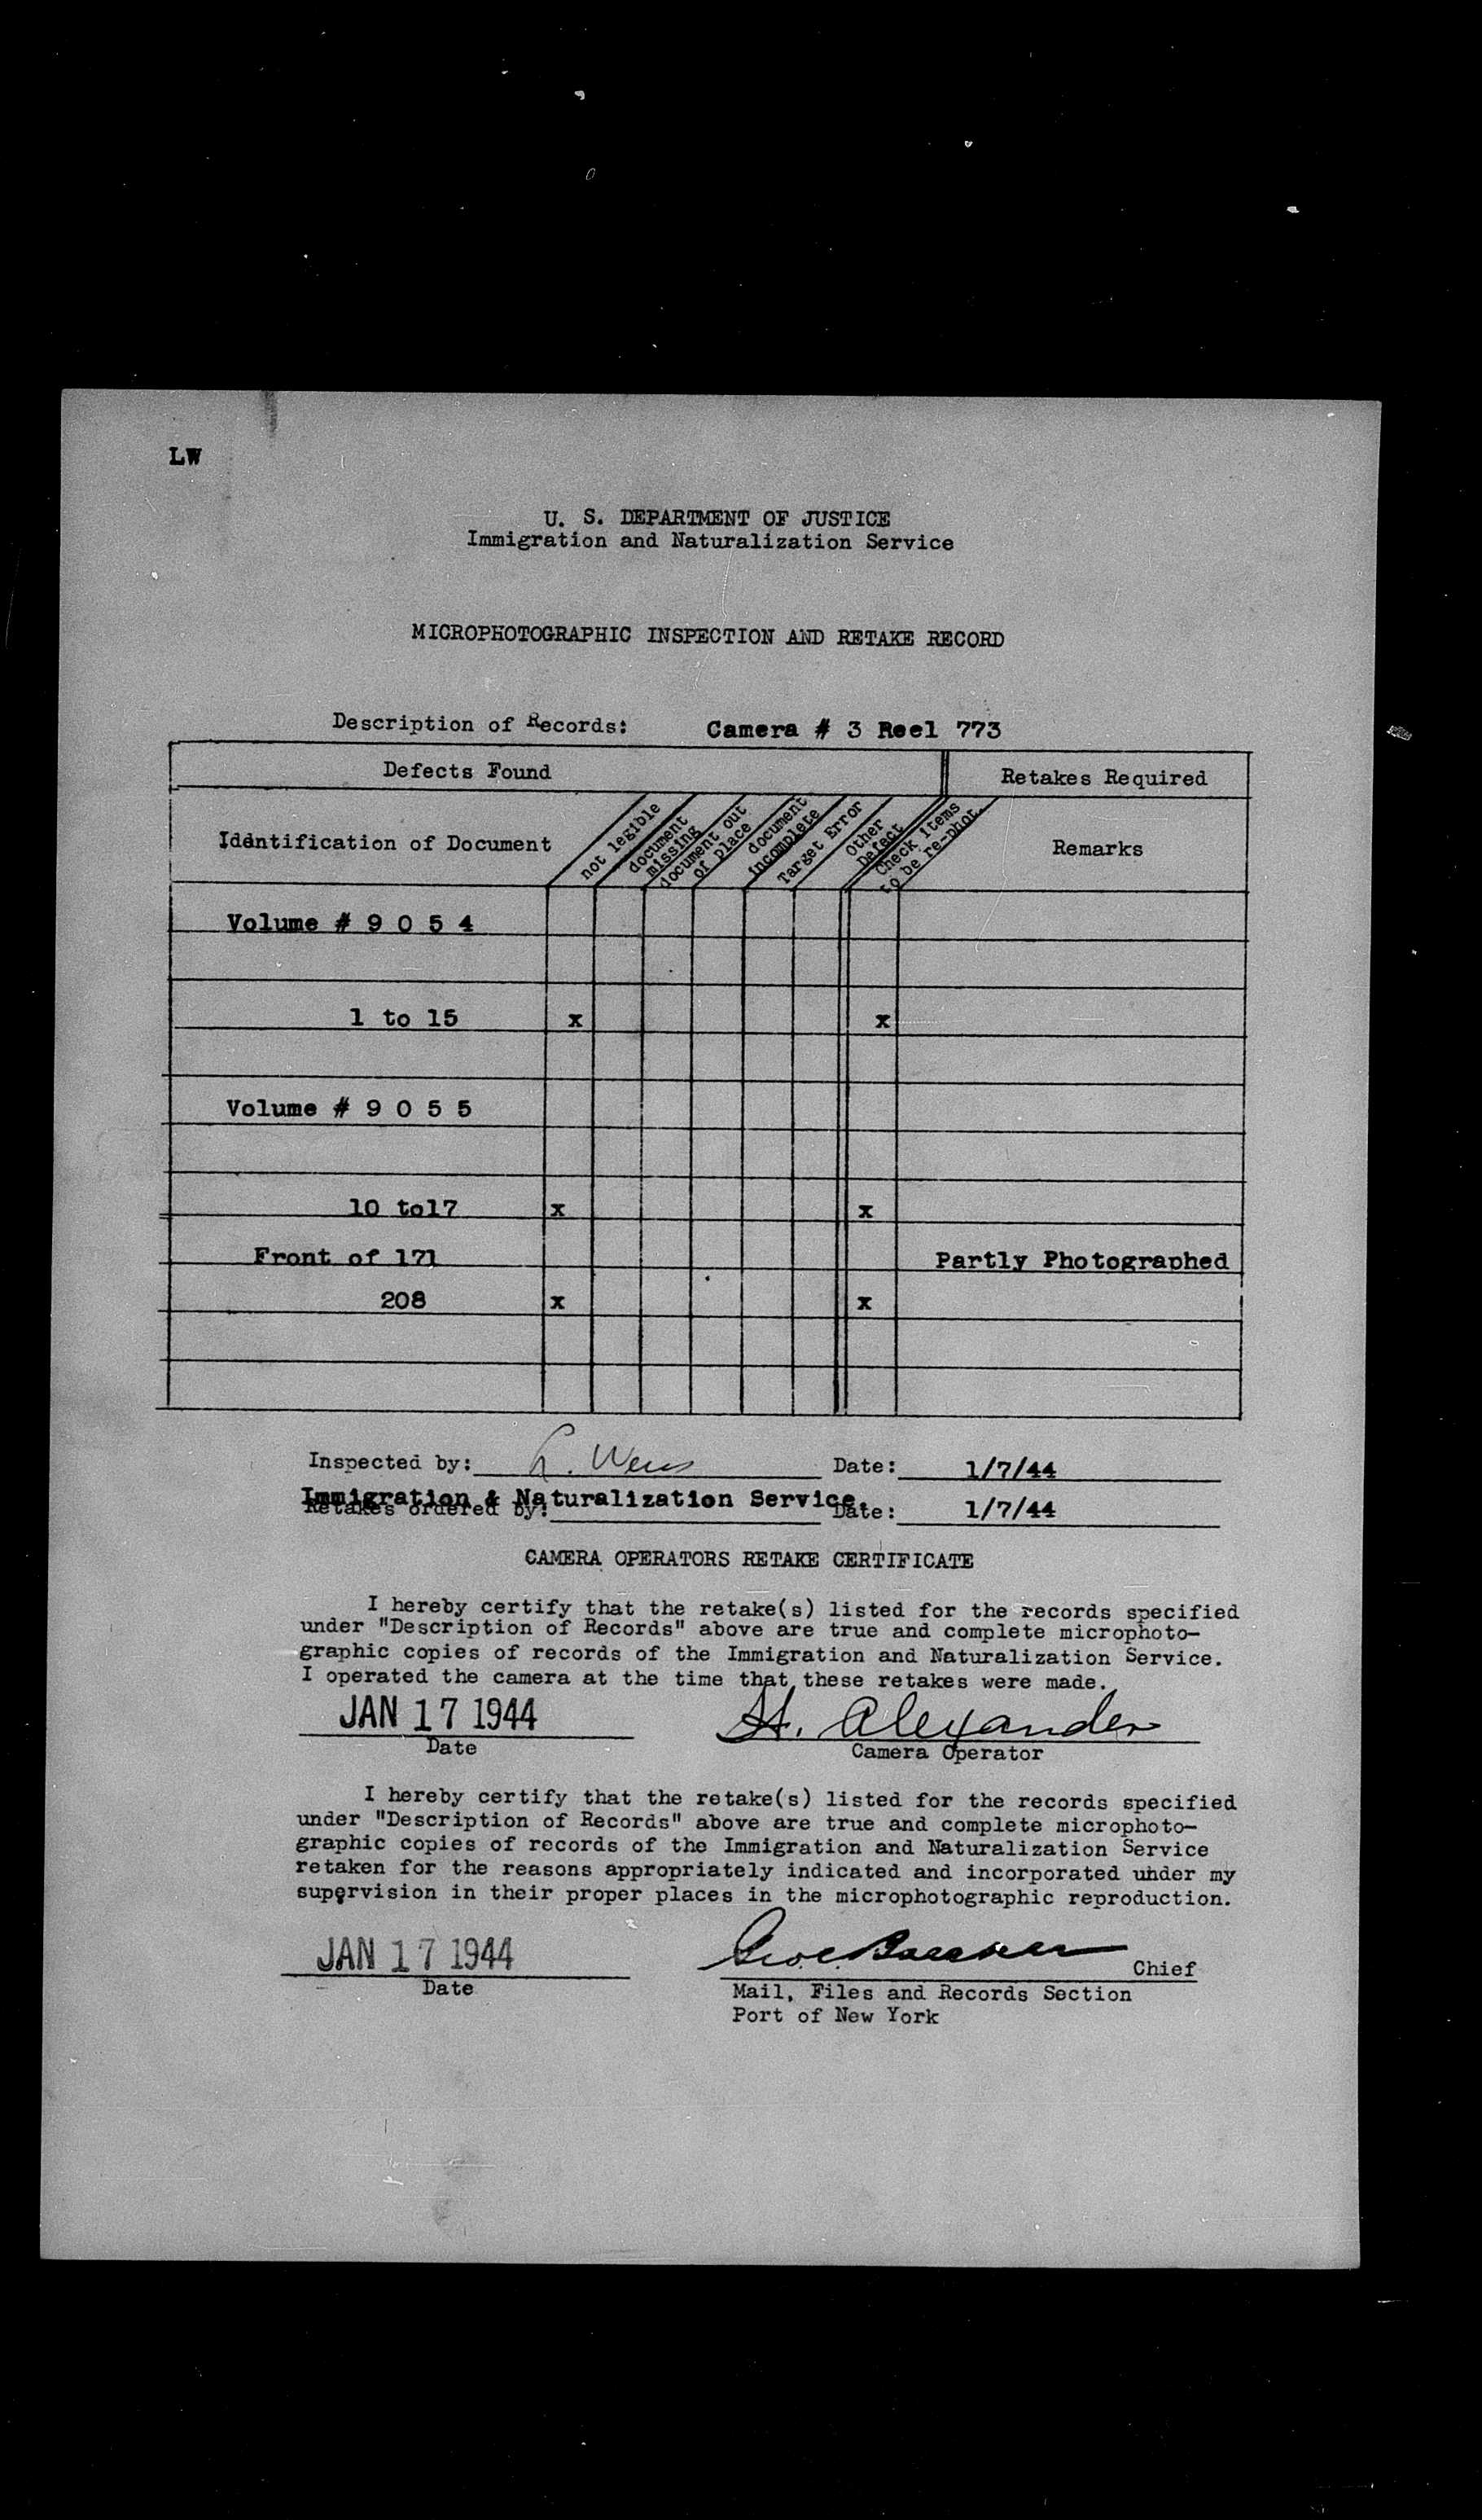 LW
U. S. DEPARTMENT OF JUSTICE
Immigration and Naturalization Service
MICROPHOTOGRAPHIC INSPECTION AND RETAKE RECORD
Description of Records: Camera # 3 Reel 773
Defects Found Retakes Required
Identification of Document
not legible
document missing
document out of place
document incomplete
Target Error
Other Defect
Check items to be re-phot.
Remarks
Volume # 9 0 5 4
1 to 15 x x
Volume # 9 0 5 5
10 to17 x x
Front of 171 Partly Photographed
208 x x
Inspected by: Date: 1/7/44
Immigration & Naturalization Service.
Retakes ordered by: Date: 1/7/44
CAMERA OPERATORS RETAKE CERTIFICATE
I hereby certify that the retake(s) listed for the records specified
under "Description of Records" above are true and complete microphoto-
graphic copies of records of the Immigration and Naturalization Service.
I operated the camera at the time that these retakes were made.
JAN 17 1944 H. Alexander
Date Camera Operator
I hereby certify that the retake(s) listed for the records specified
under "Description of Records" above are true and complete microphoto-
graphic copies of records of the Immigration and Naturalization Service
retaken for the reasons appropriately indicated and incorporated under my
supervision in their proper places in the microphotographic reproduction.
JAN 17 1944 Chief
Date Mail, Files and Records Section
Port of New York